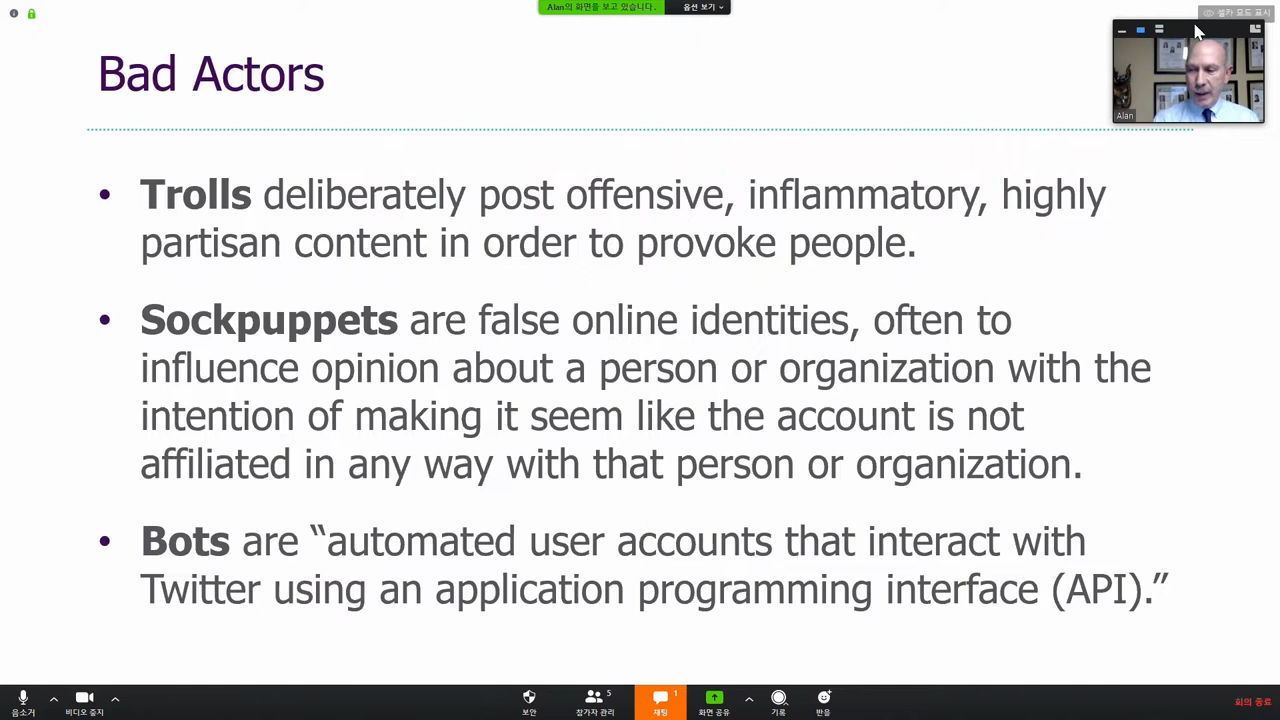 Alan의 화면을 보고 있습니다.
옵션 보기
셀카 모드 표시
Bad Actors
Alan
• Trolls deliberately post offensive, inflammatory, highly
partisan content in order to provoke people.
• Sockpuppets are false online identities, often to
influence opinion about a person or organization with the
intention of making it seem like the account is not
affiliated in any way with that person or organization.
• Bots are “automated user accounts that interact with
Twitter using an application programming interface (API).”
음소거
비디오 중지
보안
5
참가자 관리
1
채팅
화면 공유
기록
반응
회의 종료